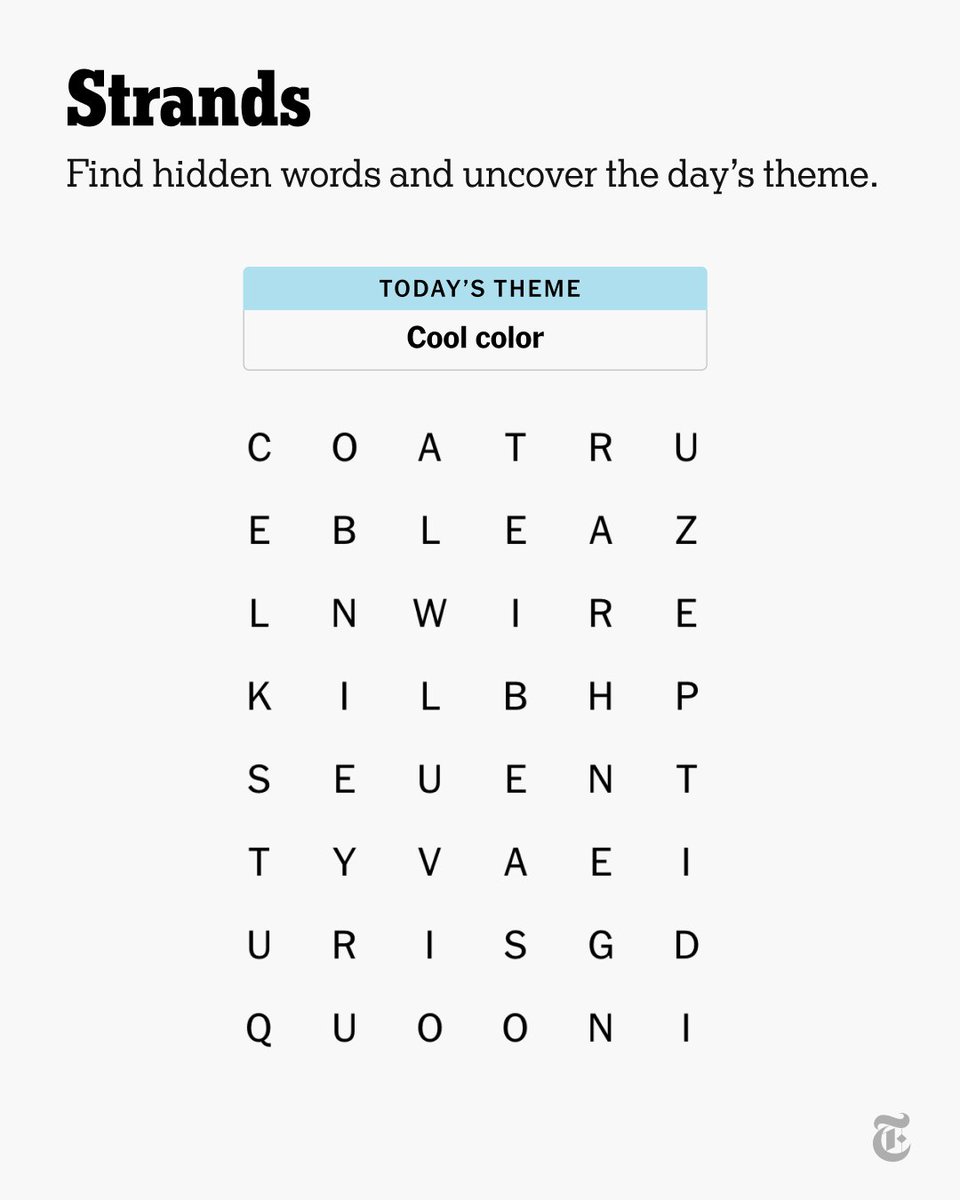 Strands
Find hidden words and uncover the day’s theme.
TODAY’S THEME
Cool color
C O A T R U
E B L E A Z
L N W I R E
K I L B H P
S E U E N T
T Y V A E I
U R I S G D
Q U O O N I
T